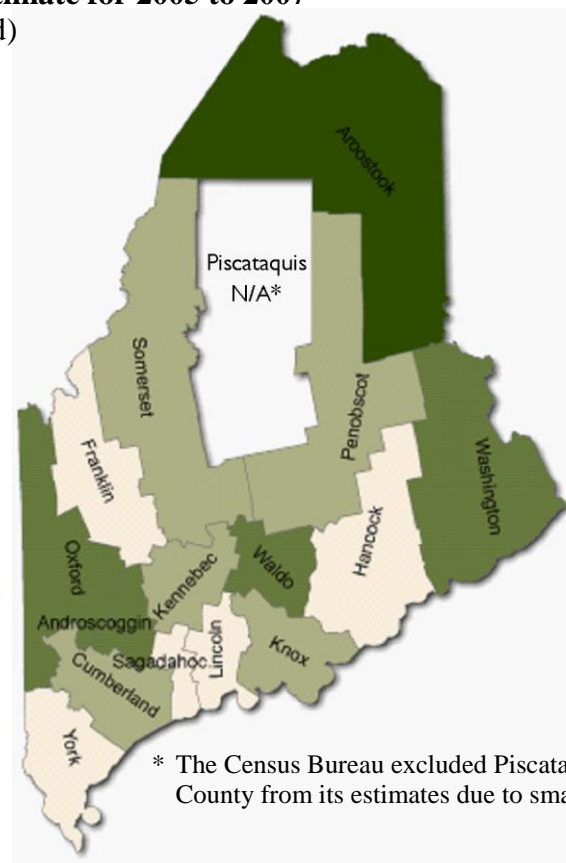 for 2005 to 2007
d)
Aroostook
Piscataquis
N/A*
Somerset
Penobscot
Franklin
Washington
Hancock
Oxford
Waldo
Kennebec
Androscoggin
Lincoln
Sagadahoc
Knox
Cumberland
York
* The Census Bureau excluded Piscata
County from its estimates due to sma